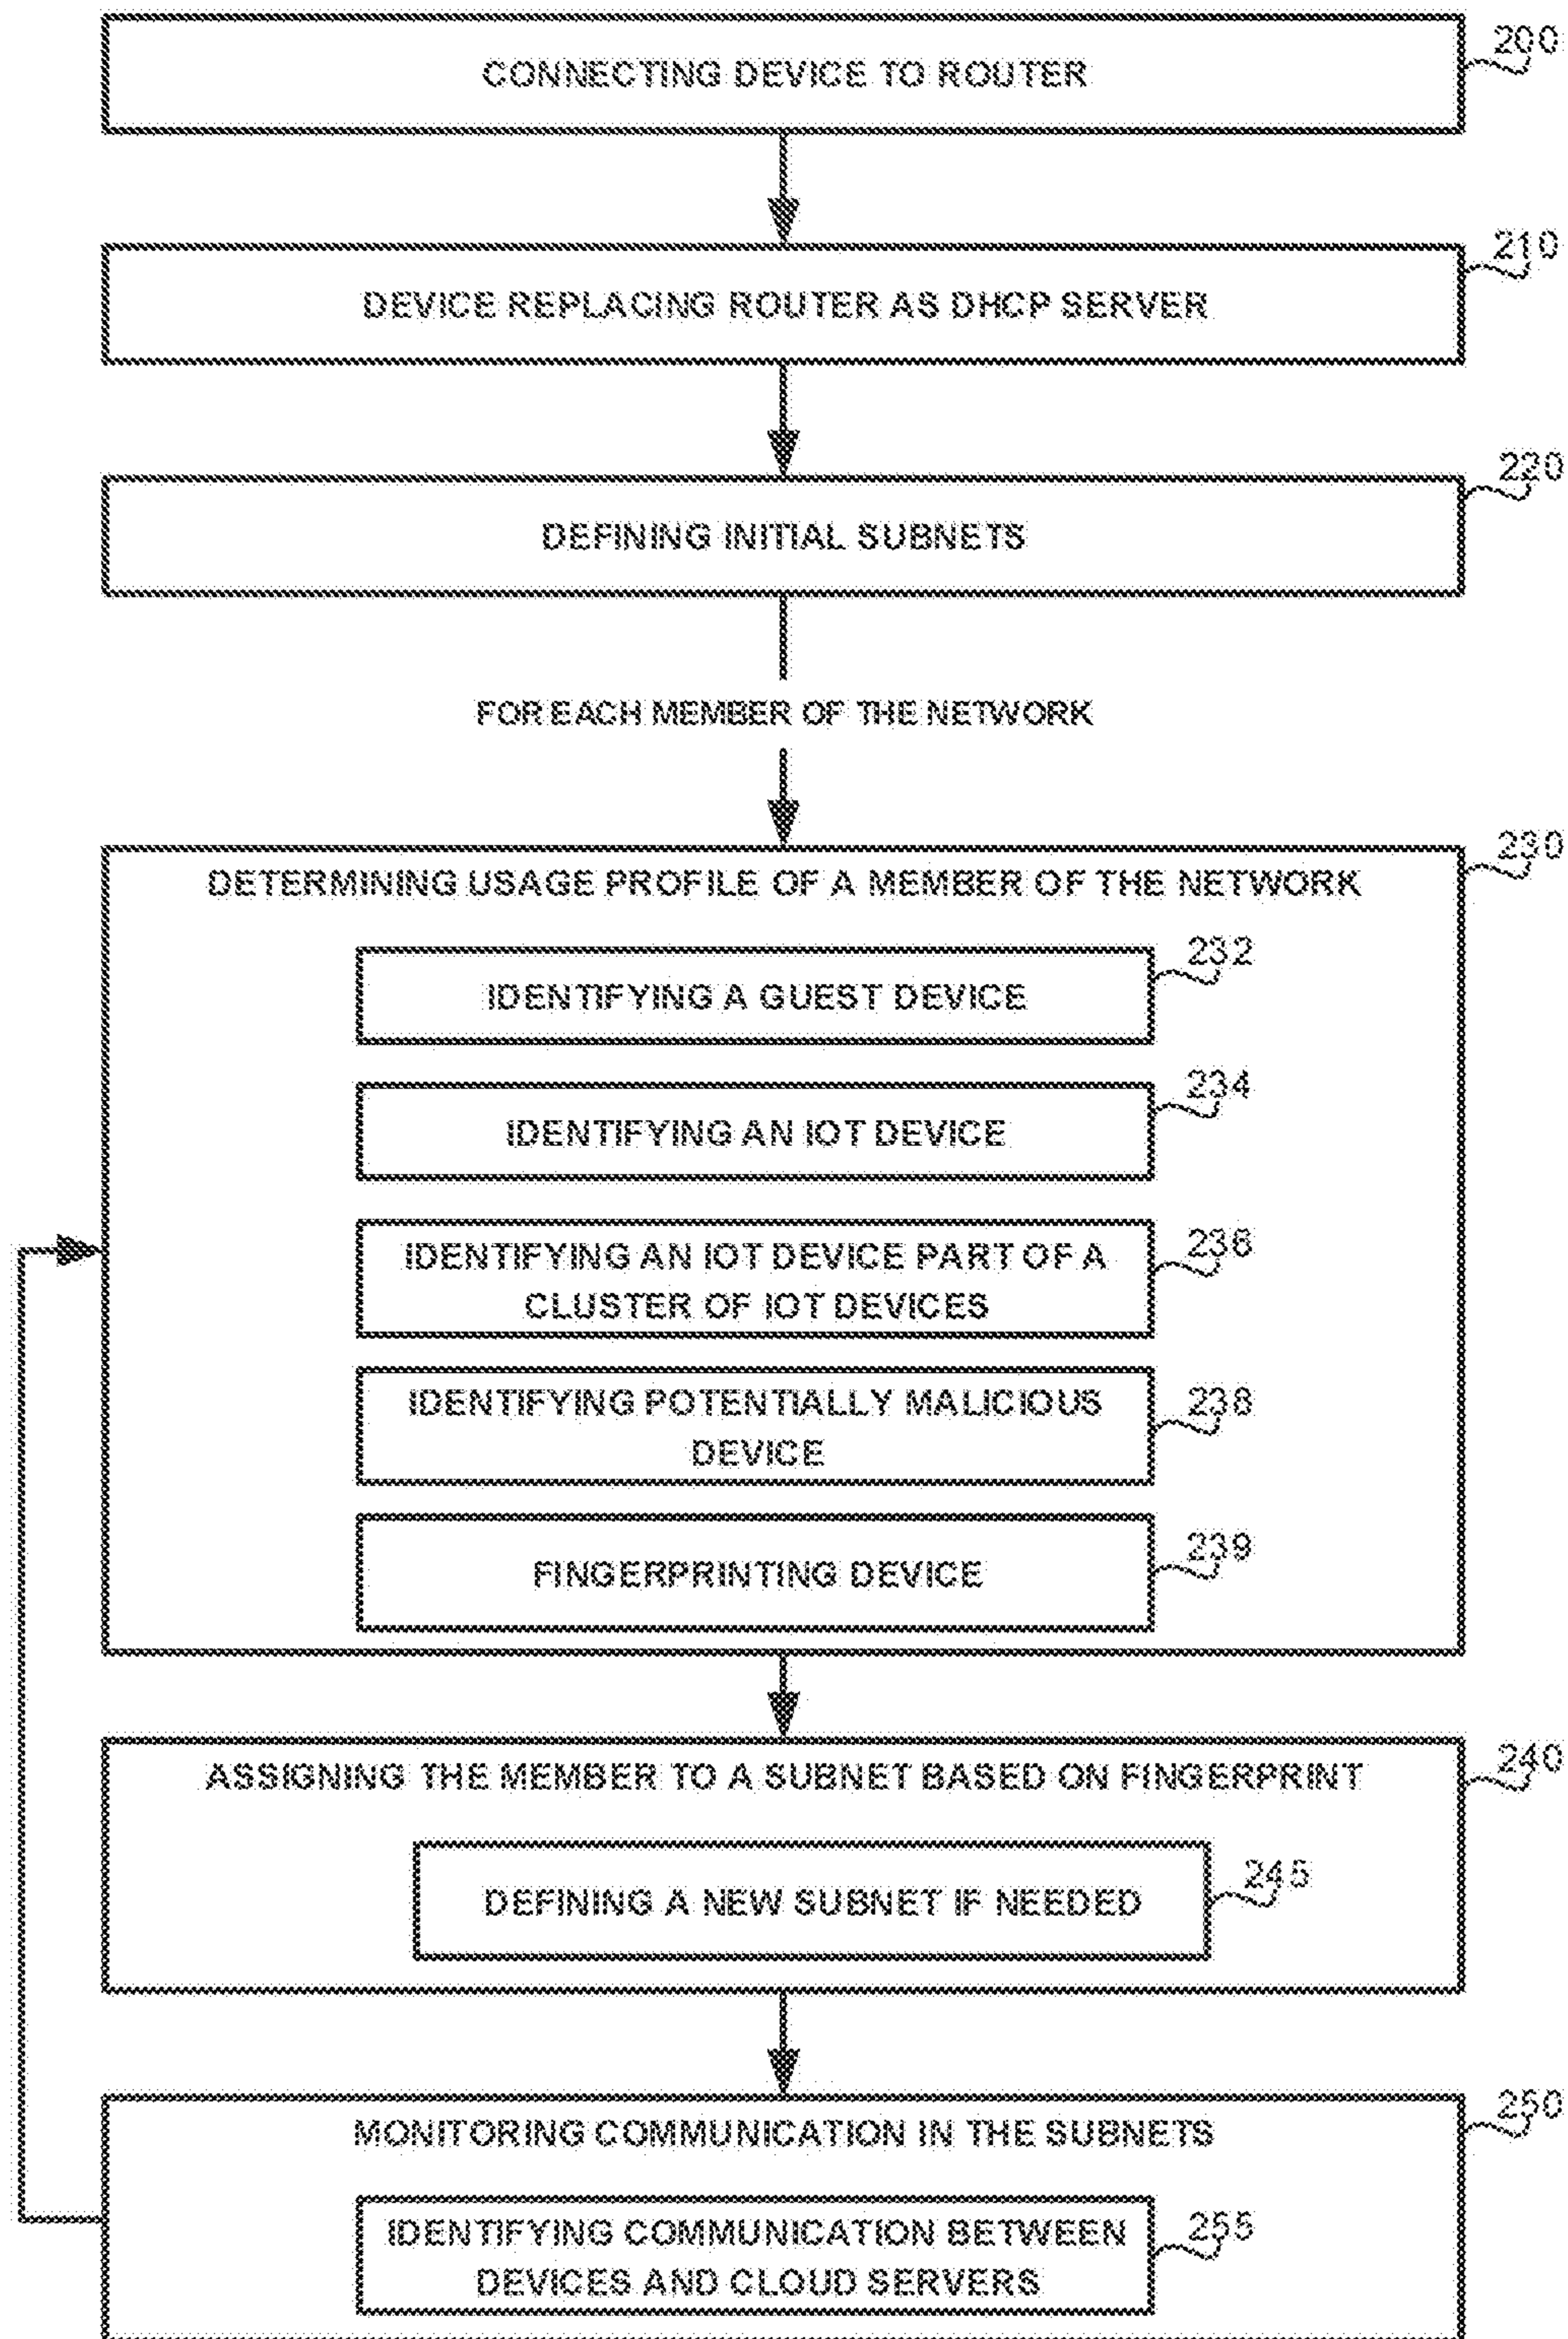 200
CONNECTING DEVICE TO ROUTER
210
DEVICE REPLACING ROUTER AS DHCP SERVER
220
DEFINING INITIAL SUBNETS
FOR EACH MEMBER OF THE NETWORK
230
DETERMINING USAGE PROFILE OF A MEMBER OF THE NETWORK
232
IDENTIFYING A GUEST DEVICE
234
IDENTIFYING AN IOT DEVICE
236
IDENTIFYING AN IOT DEVICE PART OF A
CLUSTER OF IOT DEVICES
238
IDENTIFYING POTENTIALLY MALICIOUS
DEVICE
239
FINGERPRINTING DEVICE
240
ASSIGNING THE MEMBER TO A SUBNET BASED ON FINGERPRINT
245
DEFINING A NEW SUBNET IF NEEDED
250
MONITORING COMMUNICATION IN THE SUBNETS
255
IDENTIFYING COMMUNICATION BETWEEN
DEVICES AND CLOUD SERVERS